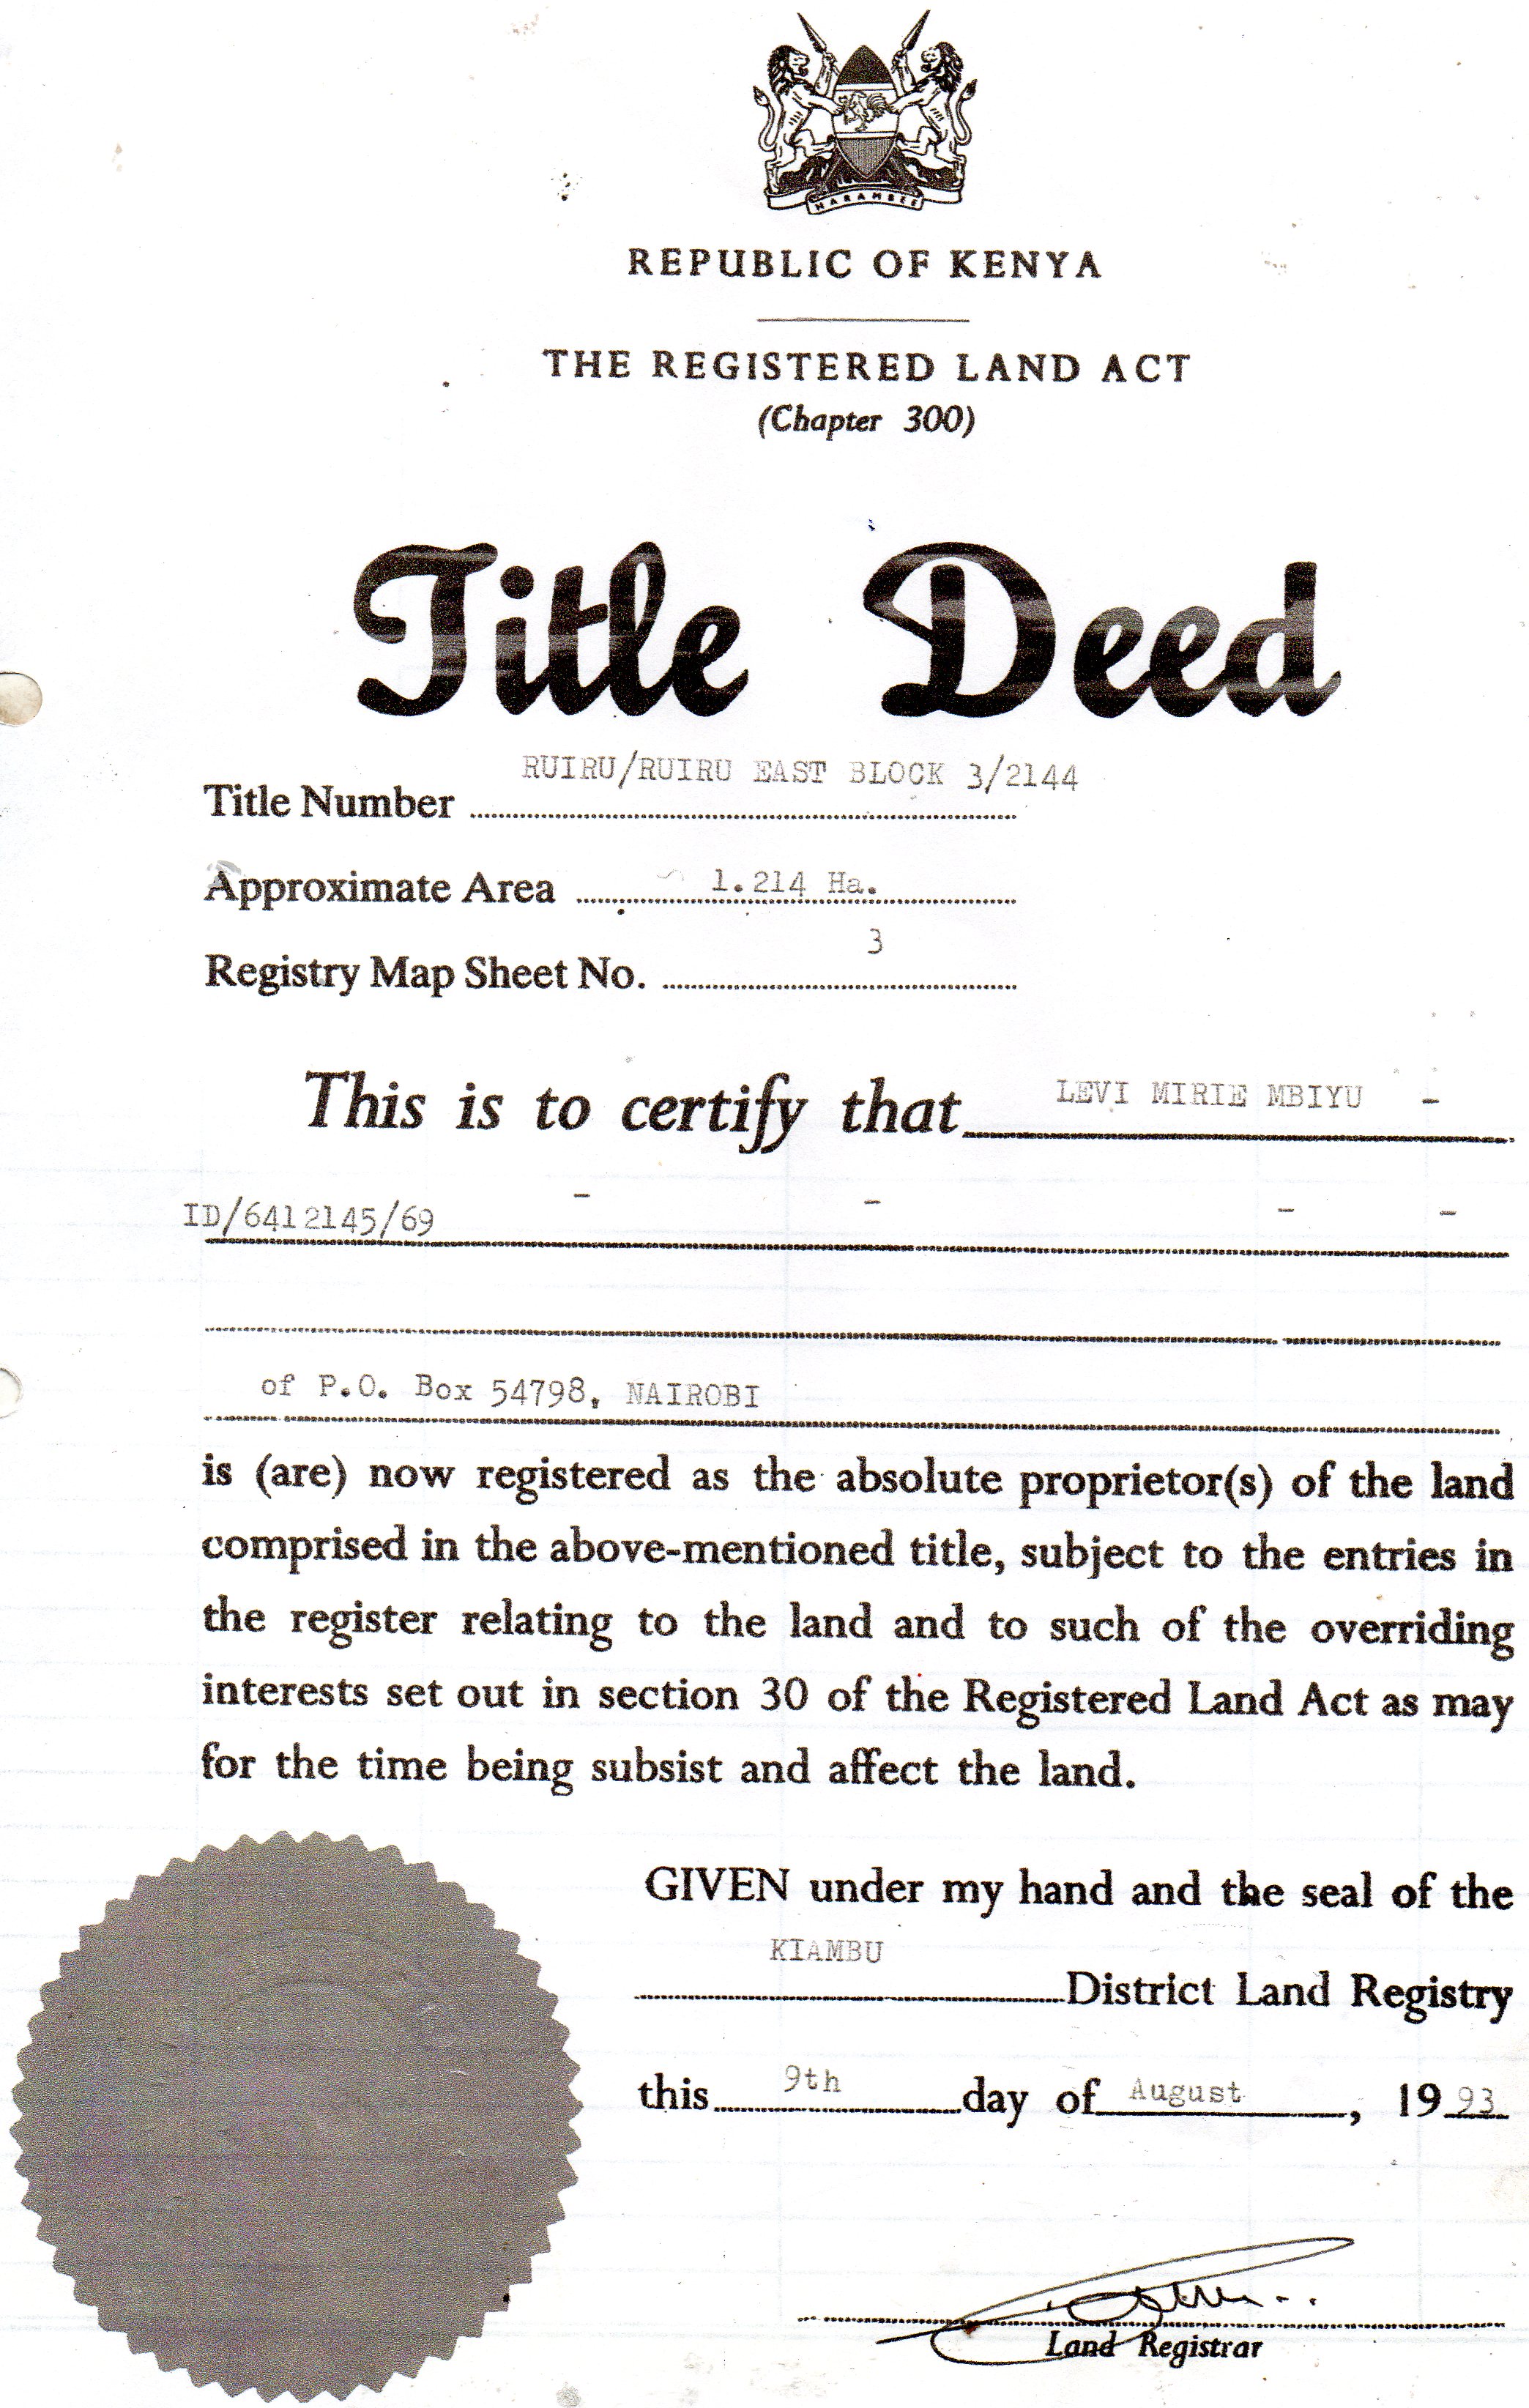 HARAMBEE
REPUBLIC OF KENYA
THE REGISTERED LAND ACT
(Chapter 300)
Title Deed
RUIRU/RUIRU EAST BLOCK 3/2144
Title Number
Approximate Area 1.214 Ha.
3
Registry Map Sheet No.
This is to certify that LEVI MIRIE MBIYU -
ID/6412145/69 - - - -
of P.O. Box 54798, NAIROBI
is (are) now registered as the absolute proprietor(s) of the land
comprised in the above-mentioned title, subject to the entries in
the register relating to the land and to such of the overriding
interests set out in section 30 of the Registered Land Act as may
for the time being subsist and affect the land.
GIVEN under my hand and the seal of the
KIAMBU
District Land Registry
this 9th day of August, 1993
Land Registrar